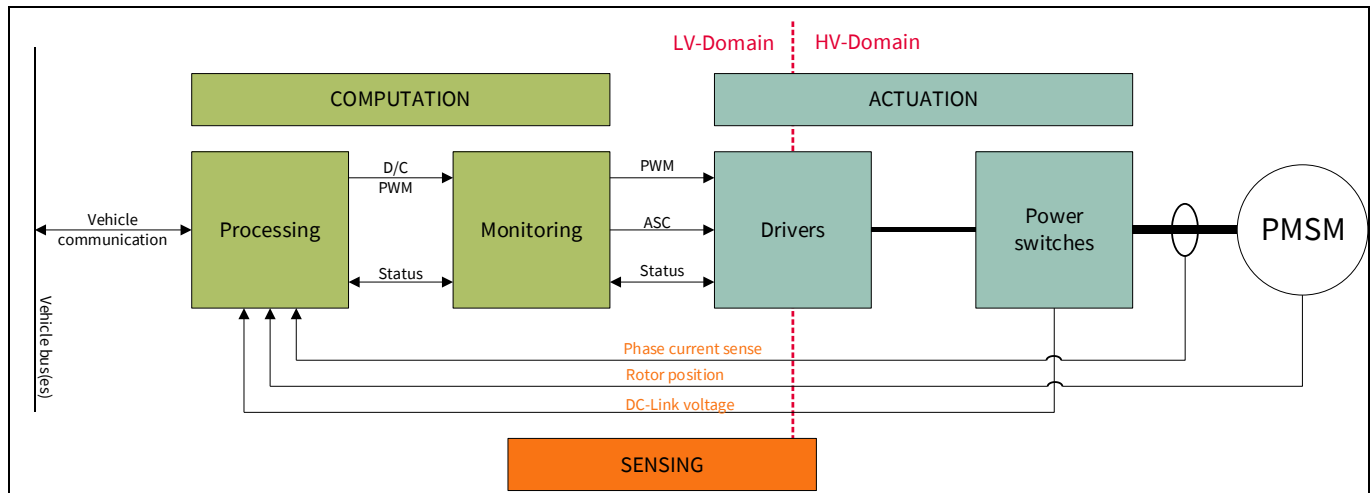 LV-Domain
HV-Domain
COMPUTATION
ACTUATION
D/C
PWM
PWM
Vehicle
communication
Processing
Monitoring
ASC
Drivers
Power
switches
PMSM
Status
Status
Vehicle bus(es)
Phase current sense
Rotor position
DC-Link voltage
SENSING